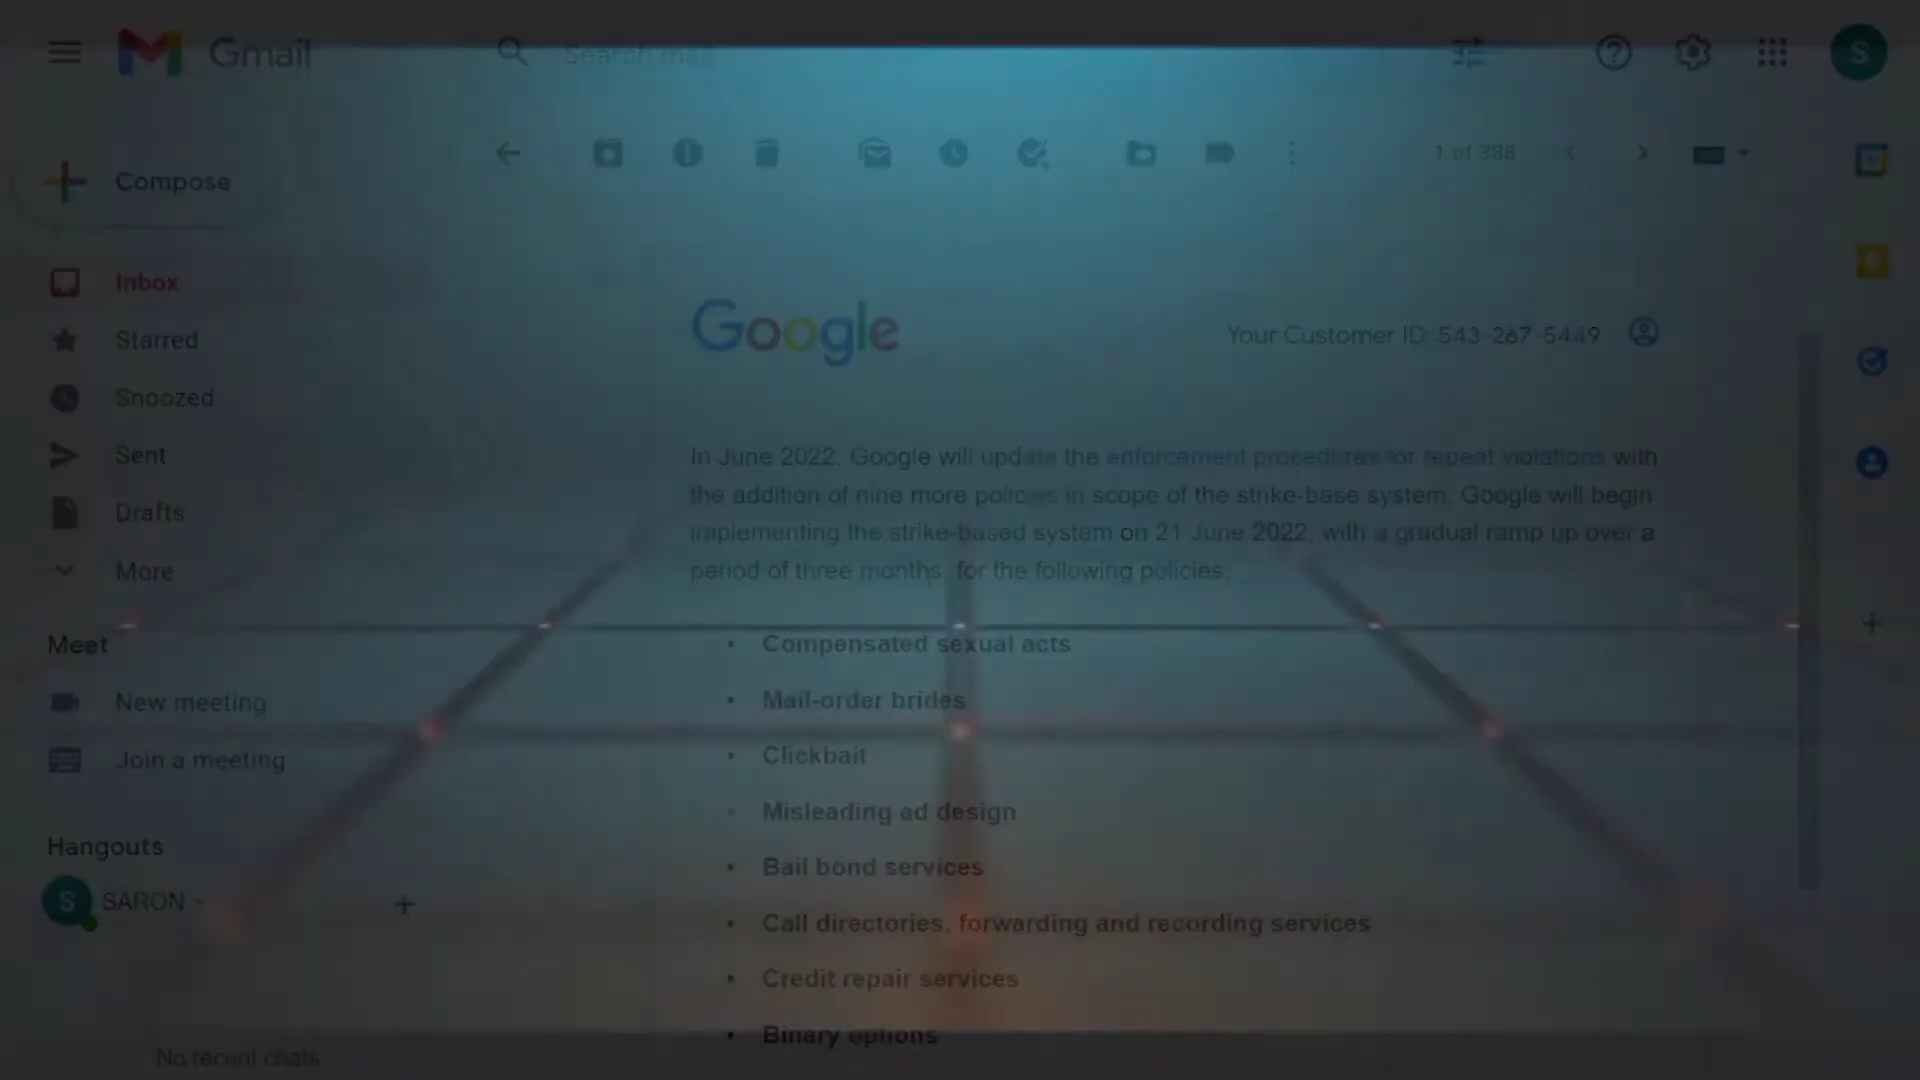 Gmail
Search mail
S
1 of 388
Compose
Inbox
Starred
Snoozed
Sent
Drafts
More
Meet
New meeting
Join a meeting
Hangouts
S SARON
No recent chats
Google
Your Customer ID: 543-267 5449
In June 2022, Google will update the enforcement procedures for repeat violations with
the addition of nine more policies in scope of the strike-base system. Google will begin
implementing the strike-based system on 21 June 2022, with a gradual ramp up over a
period of three months, for the following policies:
• Compensated sexual acts
• Mail-order brides
• Clickbait
• Misleading ad design
• Bail bond services
• Call directories, forwarding and recording services
• Credit repair services
• Binary options